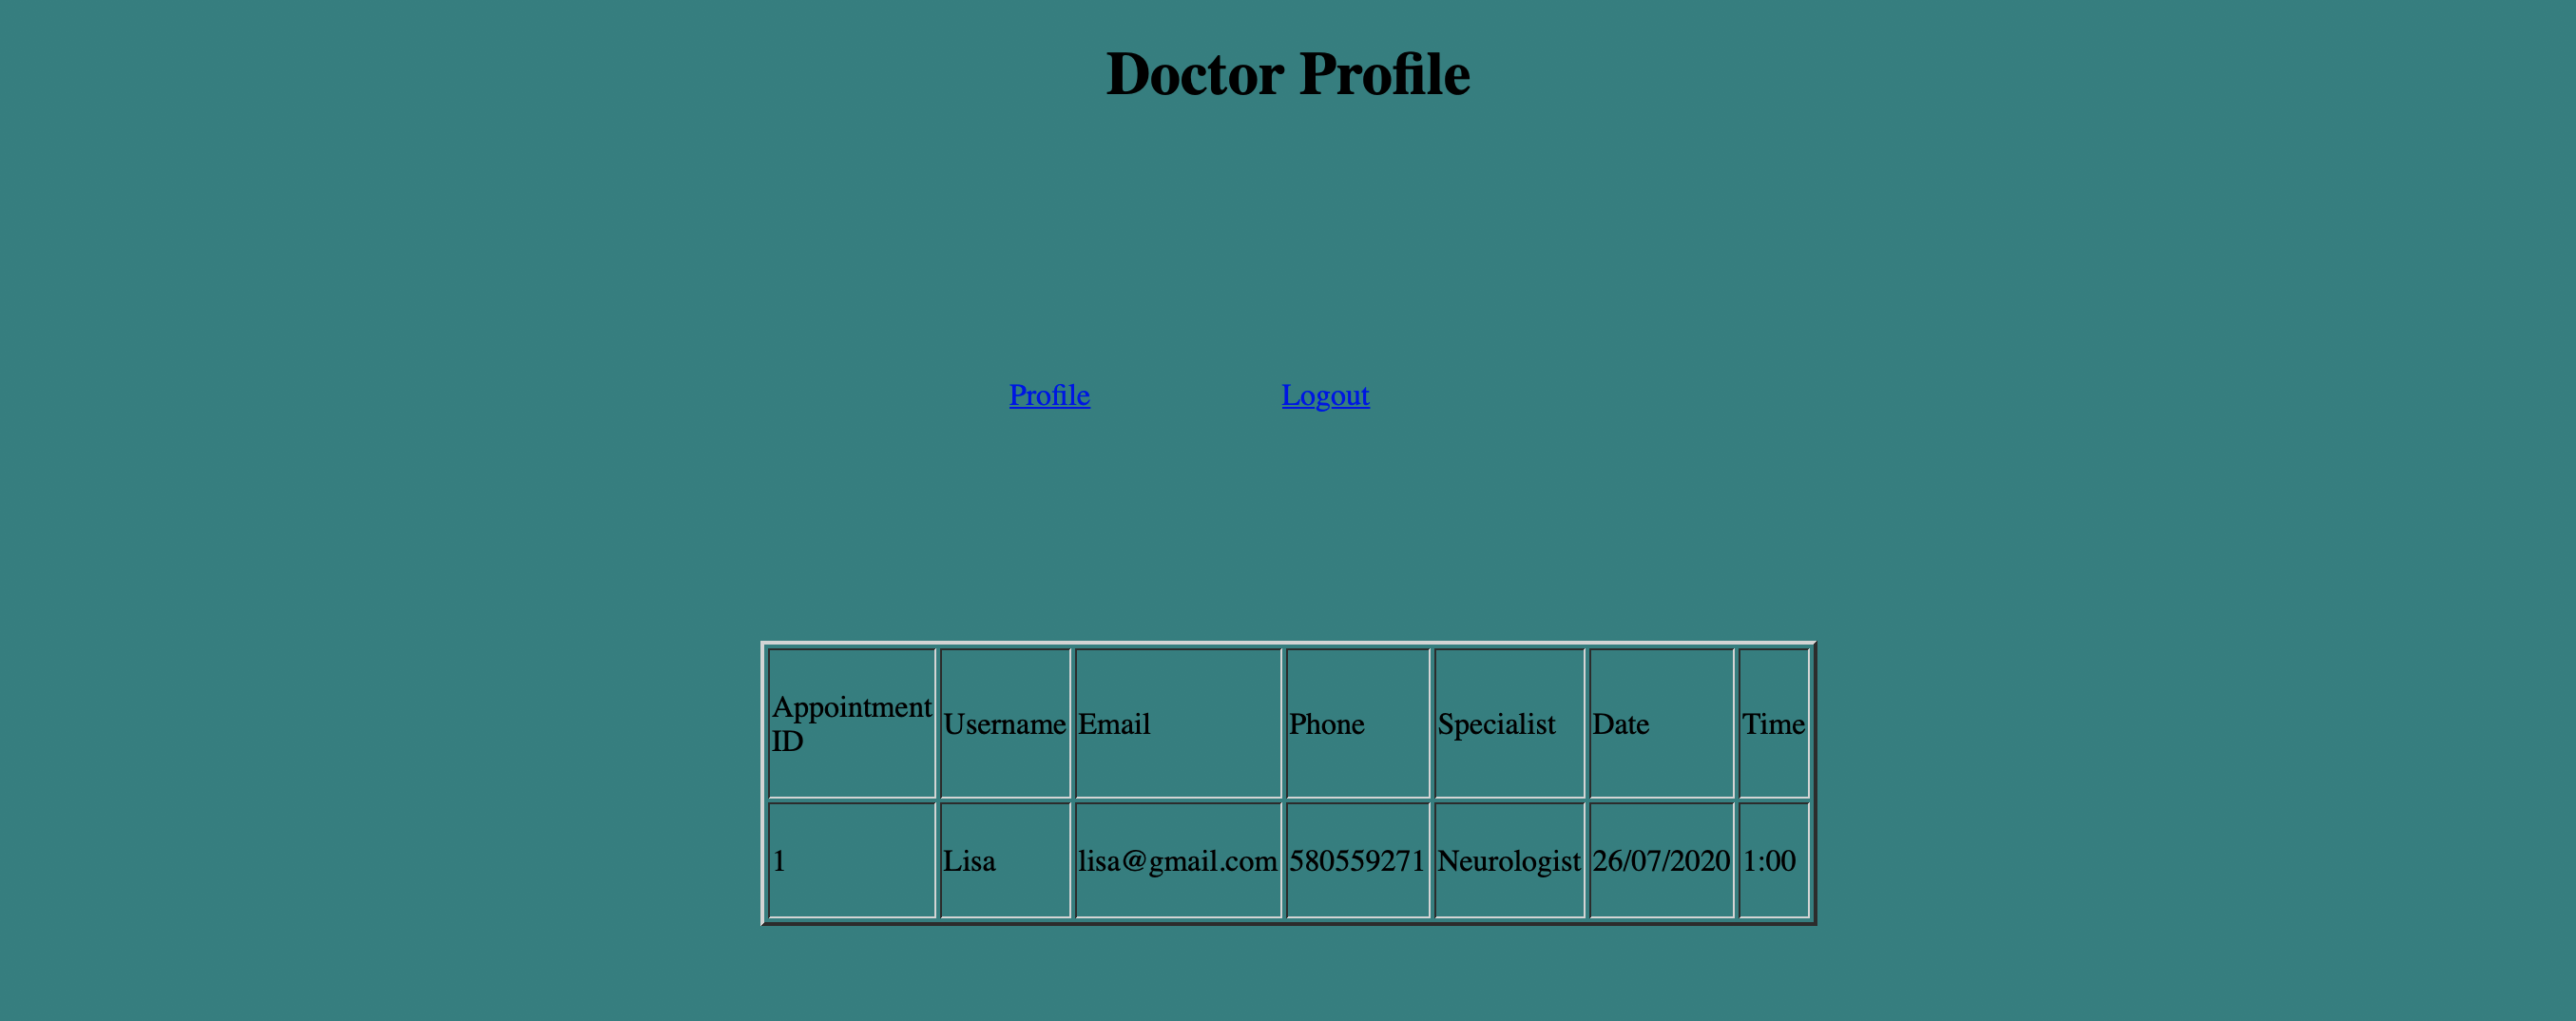 Doctor Profile
Profile Logout
Appointment ID Username Email Phone Specialist Date Time
1 Lisa lisa@gmail.com 580559271 Neurologist 26/07/2020 1:00